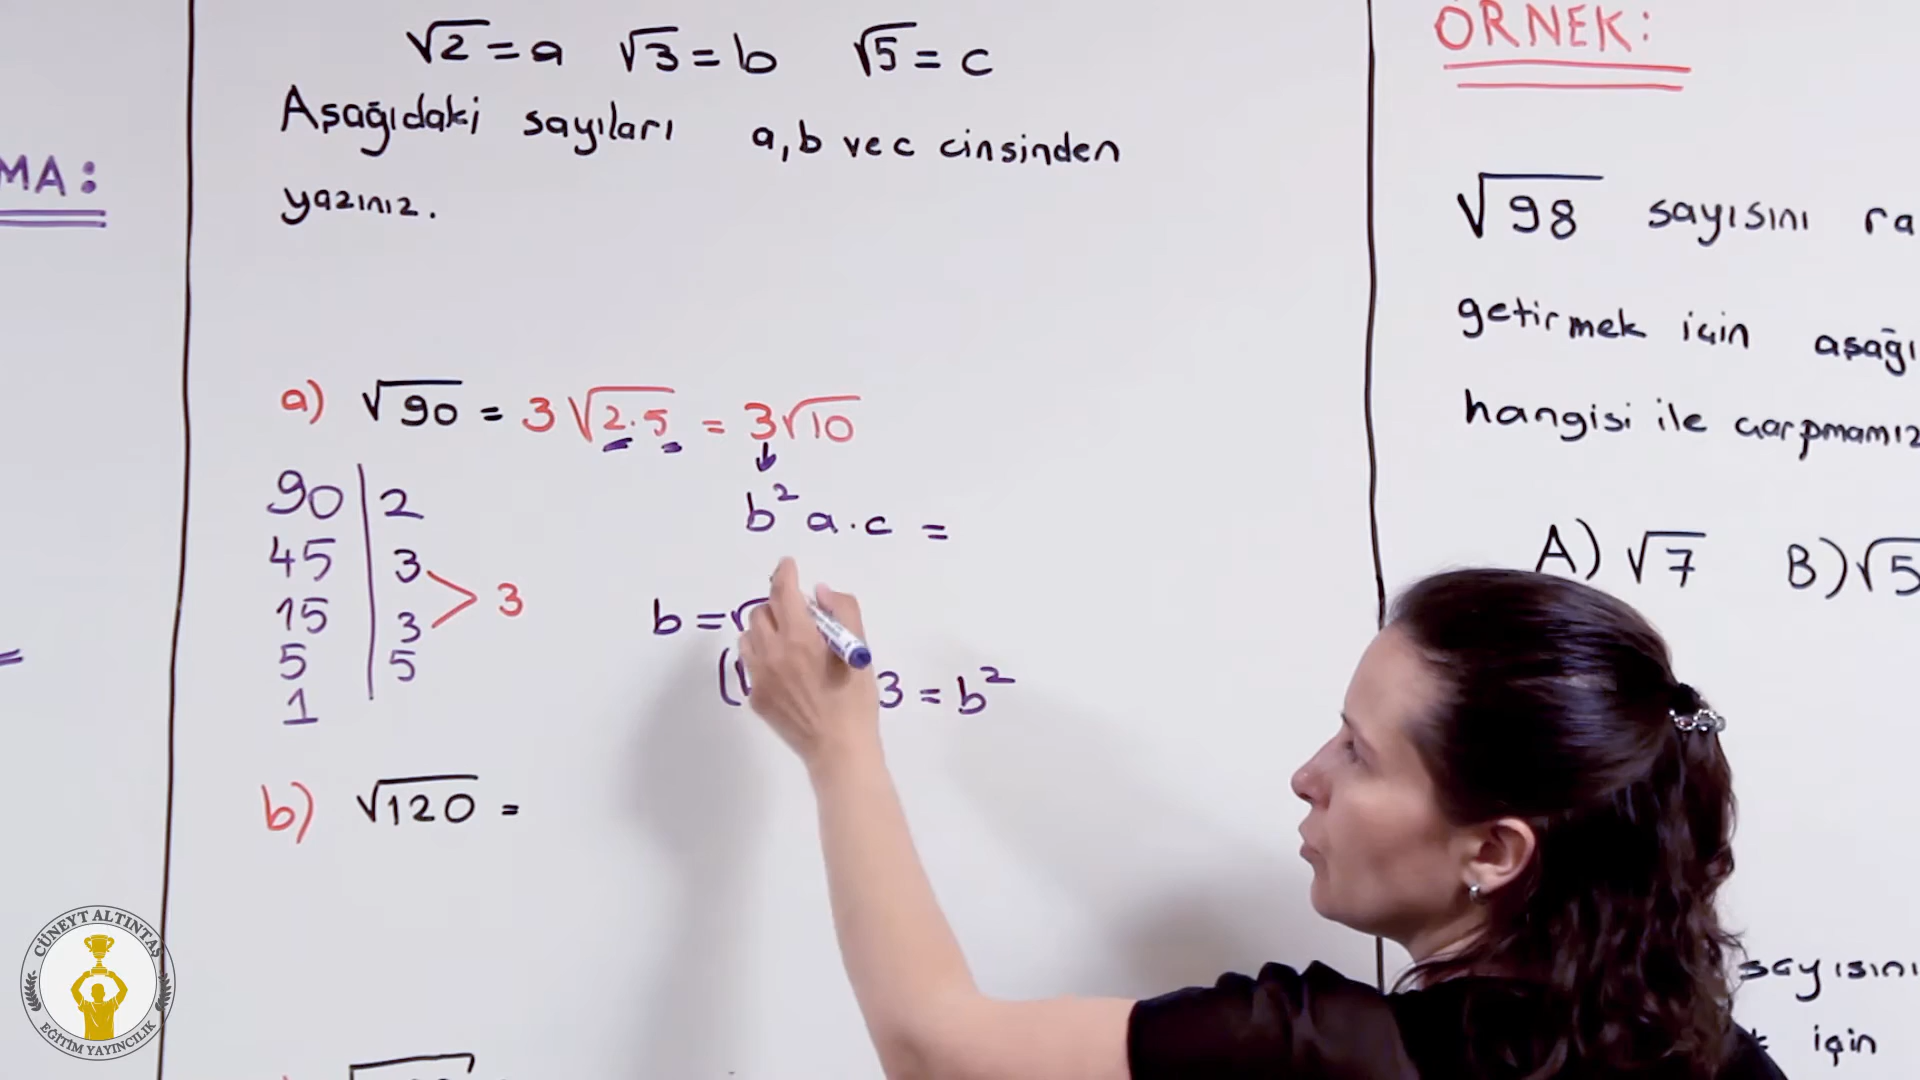 MA:
√2 = a √3 = b √5 = c
Aşağıdaki sayıları a, b ve c cinsinden
yazınız.
a) √90 = 3√2.5 = 3√10
b² a . c =
90 | 2
45 | 3
15 | 3
5 | 5
1
3
b =
3 = b²
b) √120 =
ÖRNEK:
√98 sayısını ra
getirmek için aşağı
hangisi ile çarpmamız
A) √7 B) √5
sayısını
için
CÜNEYT ALTINTAŞ
EĞİTİM YAYINCILIK